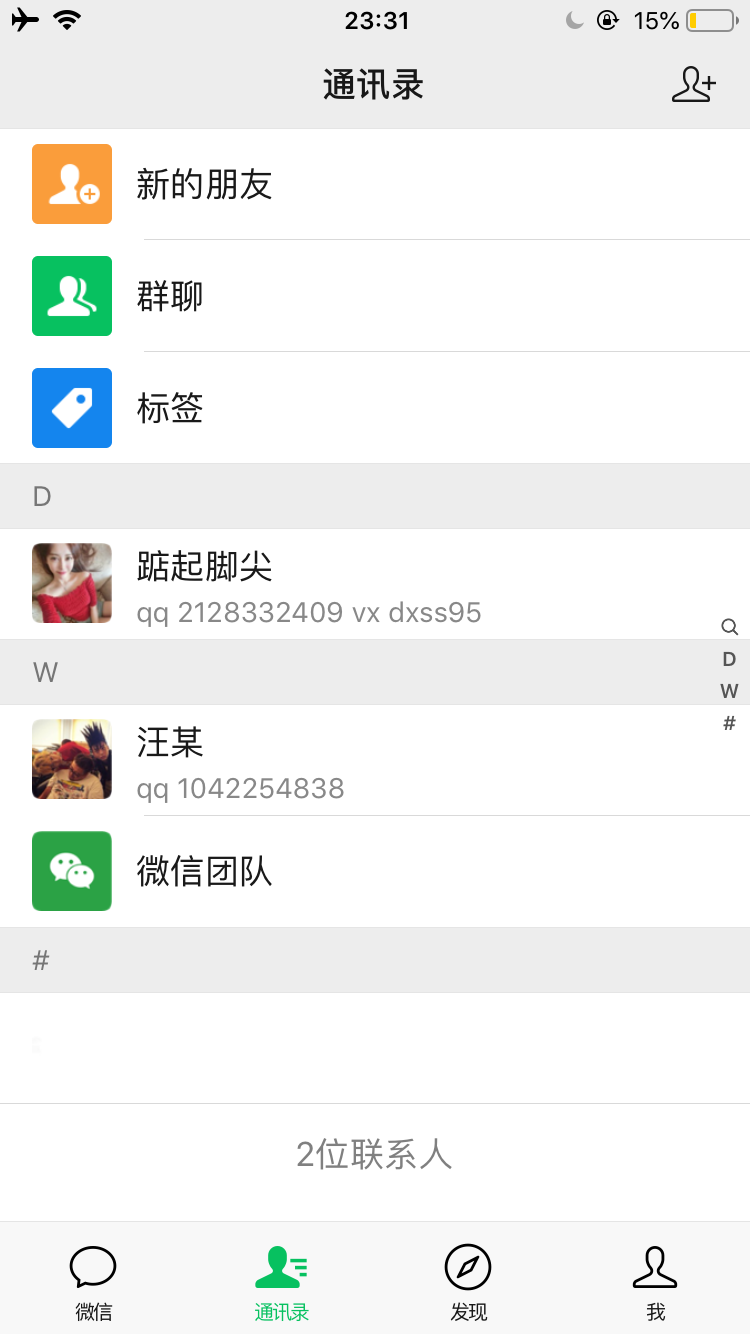 23:31
15%
通讯录
新的朋友
群聊
标签
D
踮起脚尖
qq 2128332409 vx dxss95
D
W
#
W
汪某
qq 1042254838
微信团队
#
2位联系人
微信
通讯录
发现
我